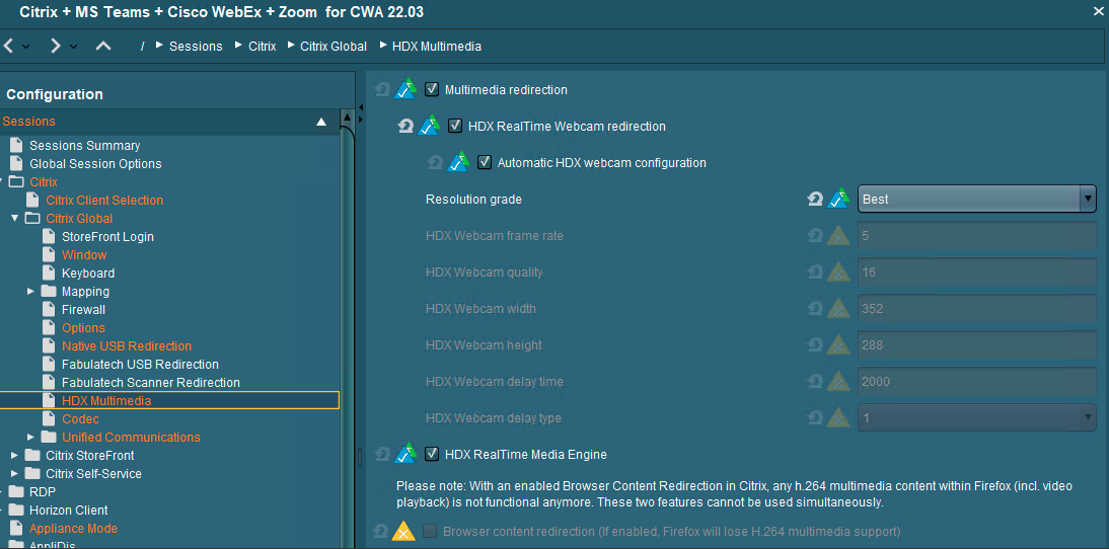 Citrix + MS Teams + Cisco WebEx + Zoom for CWA 22.03
/ Sessions Citrix Citrix Global HDX Multimedia
Configuration
Sessions
Sessions Summary
Global Session Options
Citrix
Citrix Client Selection
Citrix Global
StoreFront Login
Window
Keyboard
Mapping
Firewall
Options
Native USB Redirection
Fabulatech USB Redirection
Fabulatech Scanner Redirection
HDX Multimedia
Codec
Unified Communications
Citrix StoreFront
Citrix Self-Service
RDP
Horizon Client
Appliance Mode
AppliDis
Multimedia redirection
HDX RealTime Webcam redirection
Automatic HDX webcam configuration
Resolution grade Best
HDX Webcam frame rate 5
HDX Webcam quality 16
HDX Webcam width 352
HDX Webcam height 288
HDX Webcam delay time 2000
HDX Webcam delay type 1
HDX RealTime Media Engine
Please note: With an enabled Browser Content Redirection in Citrix, any h.264 multimedia content within Firefox (incl. video
playback) is not functional anymore. These two features cannot be used simultaneously.
Browser content redirection (If enabled, Firefox will lose H.264 multimedia support)